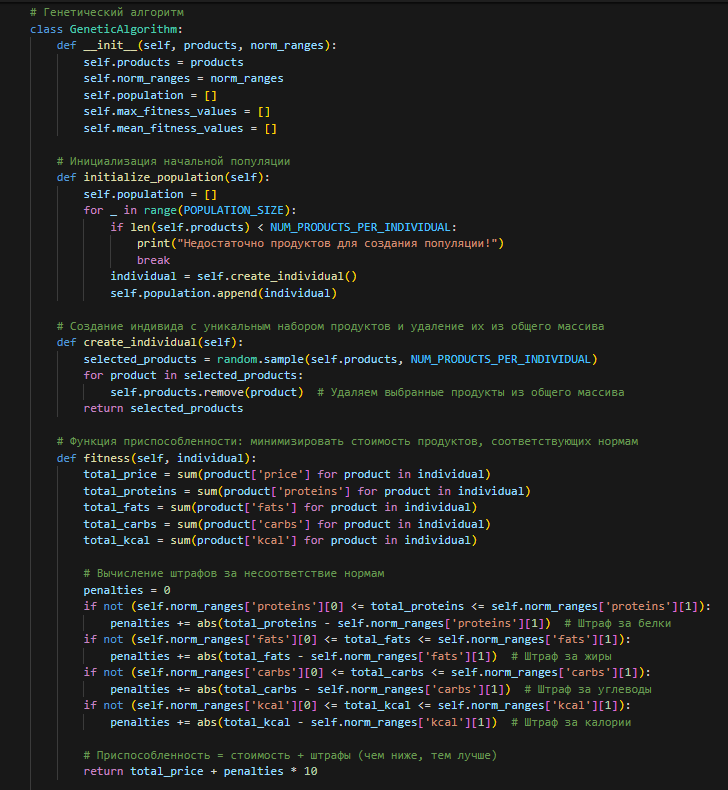 # Генетический алгоритм
class GeneticAlgorithm:
    def __init__(self, products, norm_ranges):
        self.products = products
        self.norm_ranges = norm_ranges
        self.population = []
        self.max_fitness_values = []
        self.mean_fitness_values = []

    # Инициализация начальной популяции
    def initialize_population(self):
        self.population = []
        for _ in range(POPULATION_SIZE):
            if len(self.products) < NUM_PRODUCTS_PER_INDIVIDUAL:
                print("Недостаточно продуктов для создания популяции!")
                break
            individual = self.create_individual()
            self.population.append(individual)

    # Создание индивида с уникальным набором продуктов и удаление их из общего массива
    def create_individual(self):
        selected_products = random.sample(self.products, NUM_PRODUCTS_PER_INDIVIDUAL)
        for product in selected_products:
            self.products.remove(product)  # Удаляем выбранные продукты из общего массива
        return selected_products

    # Функция приспособленности: минимизировать стоимость продуктов, соответствующих нормам
    def fitness(self, individual):
        total_price = sum(product['price'] for product in individual)
        total_proteins = sum(product['proteins'] for product in individual)
        total_fats = sum(product['fats'] for product in individual)
        total_carbs = sum(product['carbs'] for product in individual)
        total_kcal = sum(product['kcal'] for product in individual)

        # Вычисление штрафов за несоответствие нормам
        penalties = 0
        if not (self.norm_ranges['proteins'][0] <= total_proteins <= self.norm_ranges['proteins'][1]):
            penalties += abs(total_proteins - self.norm_ranges['proteins'][1])  # Штраф за белки
        if not (self.norm_ranges['fats'][0] <= total_fats <= self.norm_ranges['fats'][1]):
            penalties += abs(total_fats - self.norm_ranges['fats'][1])  # Штраф за жиры
        if not (self.norm_ranges['carbs'][0] <= total_carbs <= self.norm_ranges['carbs'][1]):
            penalties += abs(total_carbs - self.norm_ranges['carbs'][1])  # Штраф за углеводы
        if not (self.norm_ranges['kcal'][0] <= total_kcal <= self.norm_ranges['kcal'][1]):
            penalties += abs(total_kcal - self.norm_ranges['kcal'][1])  # Штраф за калории

        # Приспособленность = стоимость + штрафы (чем ниже, тем лучше)
        return total_price + penalties * 10